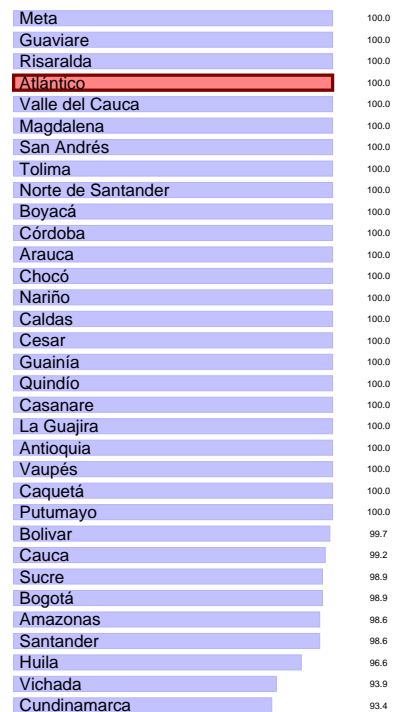 Meta 100.0
Guaviare 100.0
Risaralda 100.0
Atlántico 100.0
Valle del Cauca 100.0
Magdalena 100.0
San Andrés 100.0
Tolima 100.0
Norte de Santander 100.0
Boyacá 100.0
Córdoba 100.0
Arauca 100.0
Chocó 100.0
Nariño 100.0
Caldas 100.0
Cesar 100.0
Guainía 100.0
Quindío 100.0
Casanare 100.0
La Guajira 100.0
Antioquia 100.0
Vaupés 100.0
Caquetá 100.0
Putumayo 100.0
Bolivar 99.7
Cauca 99.2
Sucre 98.9
Bogotá 98.9
Amazonas 98.6
Santander 98.6
Huila 96.6
Vichada 93.9
Cundinamarca 93.4